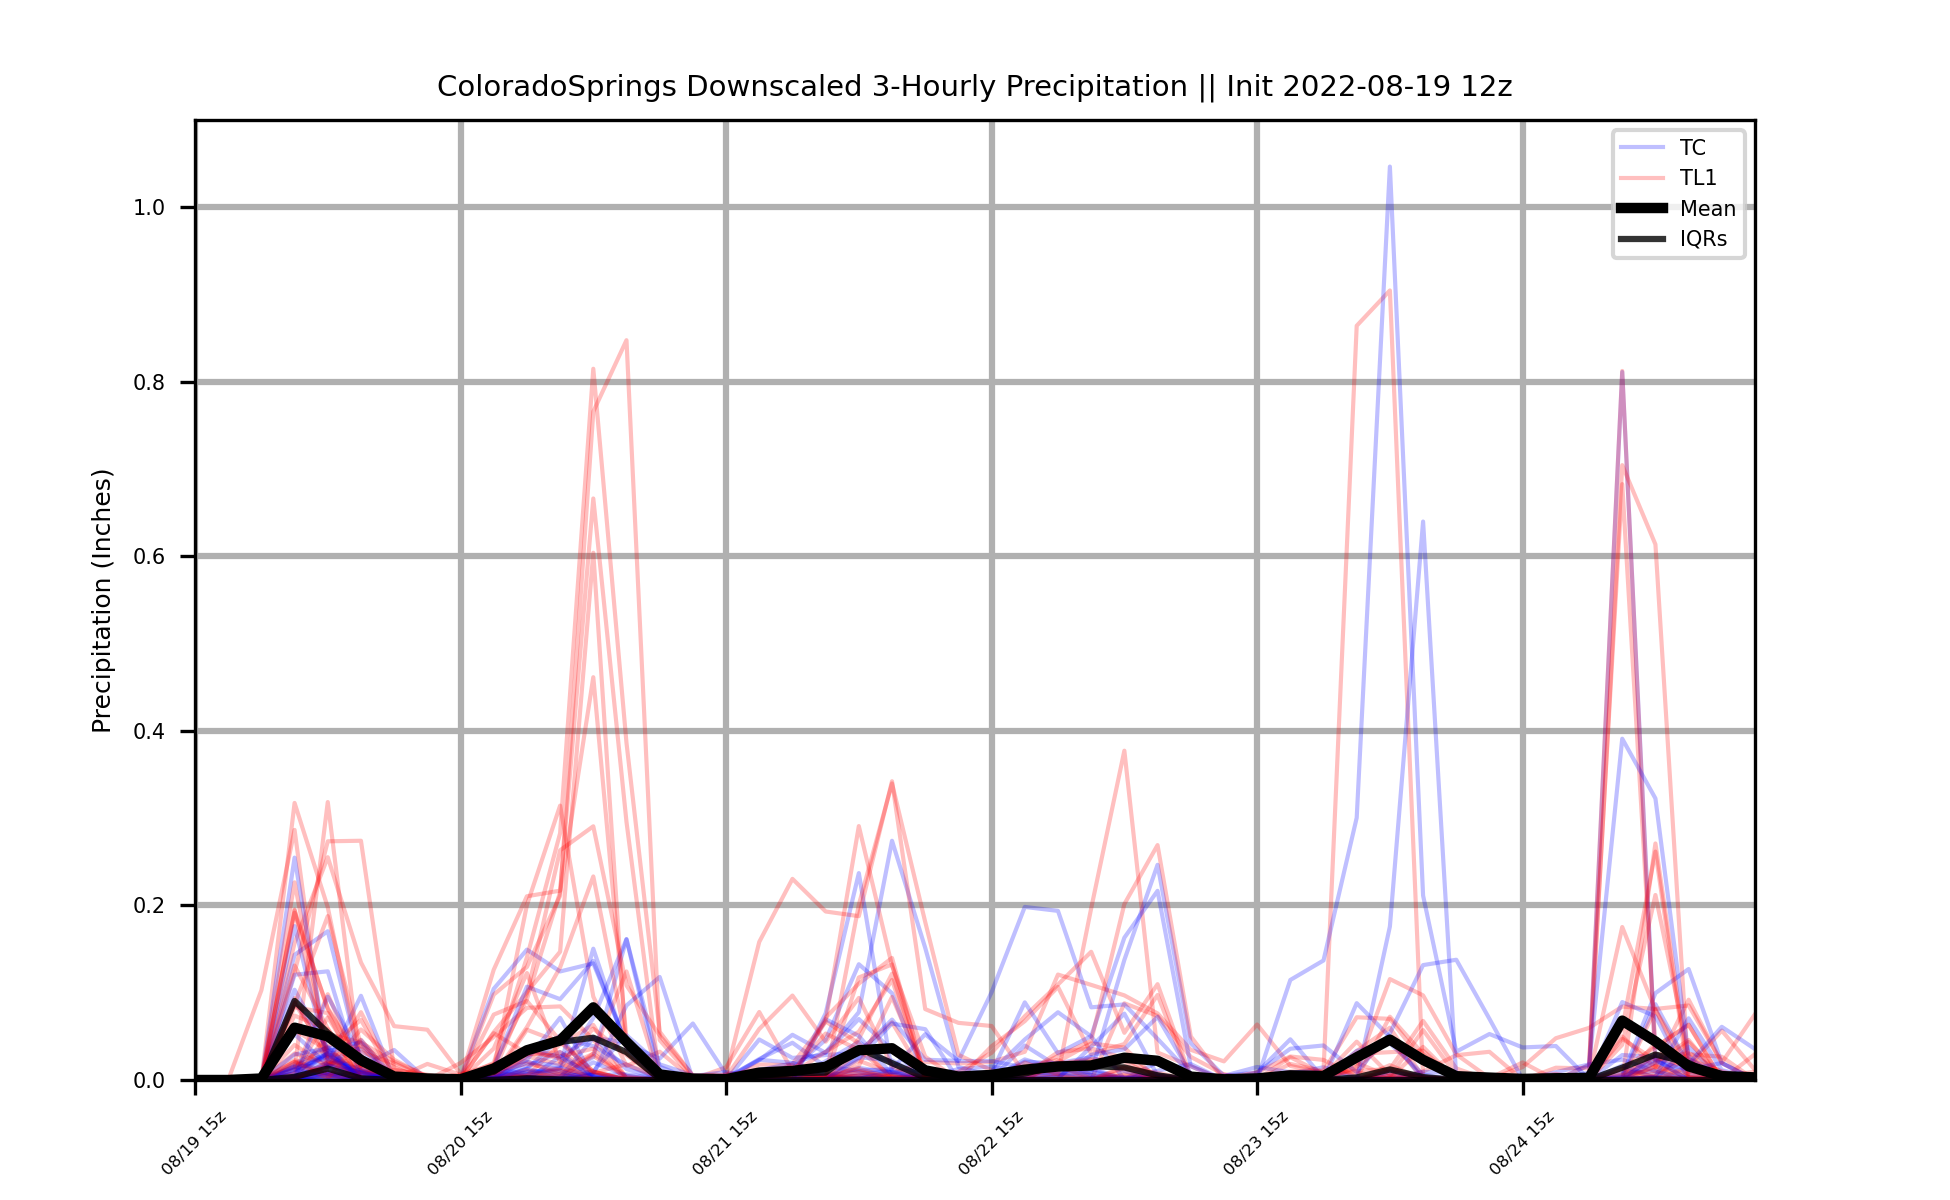 ColoradoSprings Downscaled 3-Hourly Precipitation || Init 2022-08-19 12z
TC
TL1
Mean
IQRs
Precipitation (Inches)
1.0
0.8
0.6
0.4
0.2
0.0
08/19 15z
08/20 15z
08/21 15z
08/22 15z
08/23 15z
08/24 15z